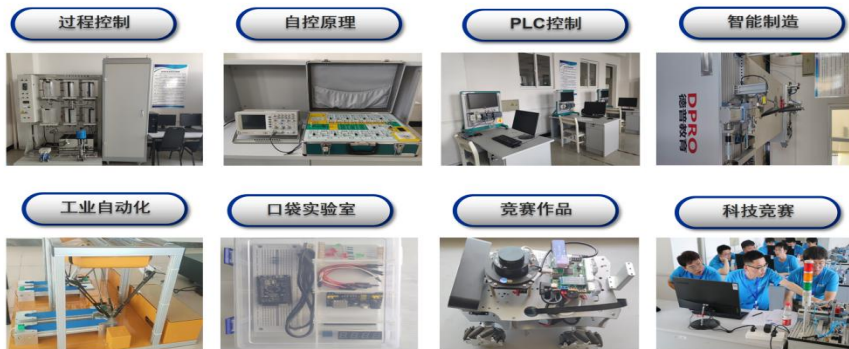 过程控制
自控原理
PLC控制
智能制造
DPRO
德普教育
工业自动化
口袋实验室
竞赛作品
科技竞赛